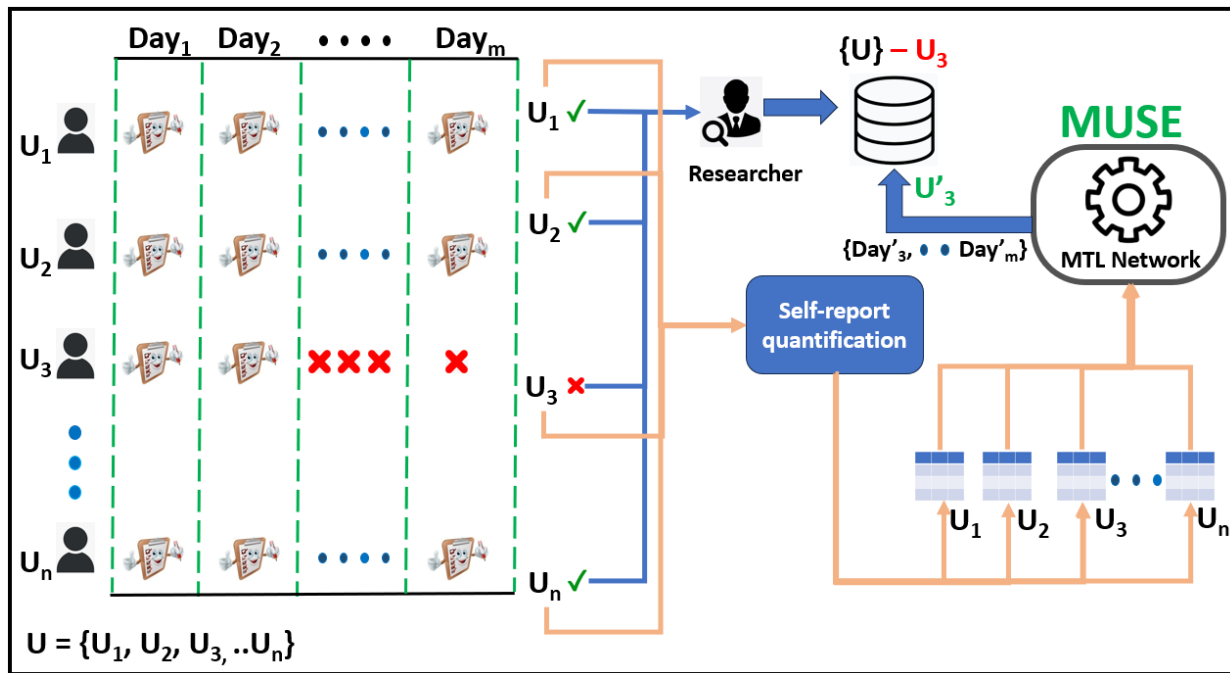 Day₁ Day₂ • • • • Dayₘ
{U} – U₃
MUSE
U₁
U₁ ✓
Researcher
U'₃
U₂
U₂ ✓
{Day'₃, • • Day'ₘ}
MTL Network
Self-report
quantification
U₃
U₃ ✗
U₁ U₂ U₃ Uₙ
Uₙ
Uₙ ✓
U = {U₁, U₂, U₃, ..Uₙ}